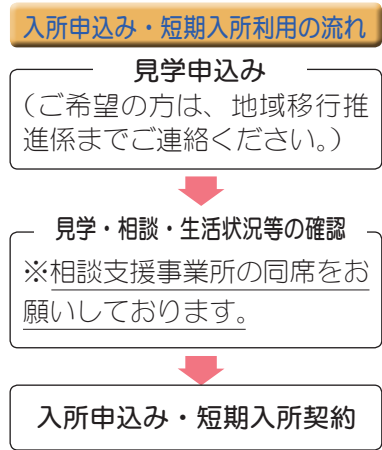 入所申込み・短期入所利用の流れ
見学申込み
（ご希望の方は、地域移行推
進係までご連絡ください。）
見学・相談・生活状況等の確認
※相談支援事業所の同席をお
願いしております。
入所申込み・短期入所契約